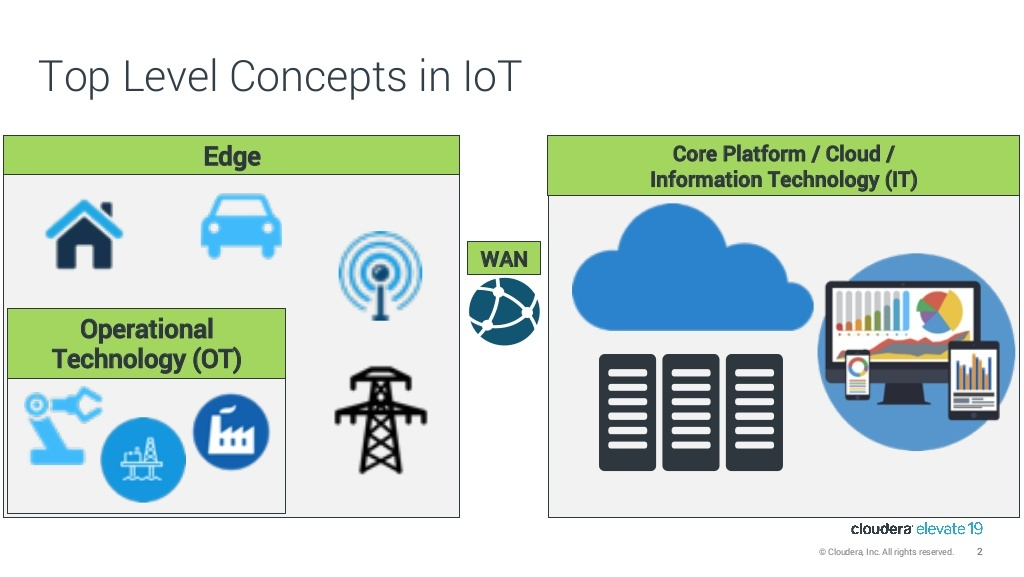 Top Level Concepts in IoT
Edge
Operational
Technology (OT)
WAN
Core Platform / Cloud /
Information Technology (IT)
cloudera elevate19
© Cloudera, Inc. All rights reserved. 2